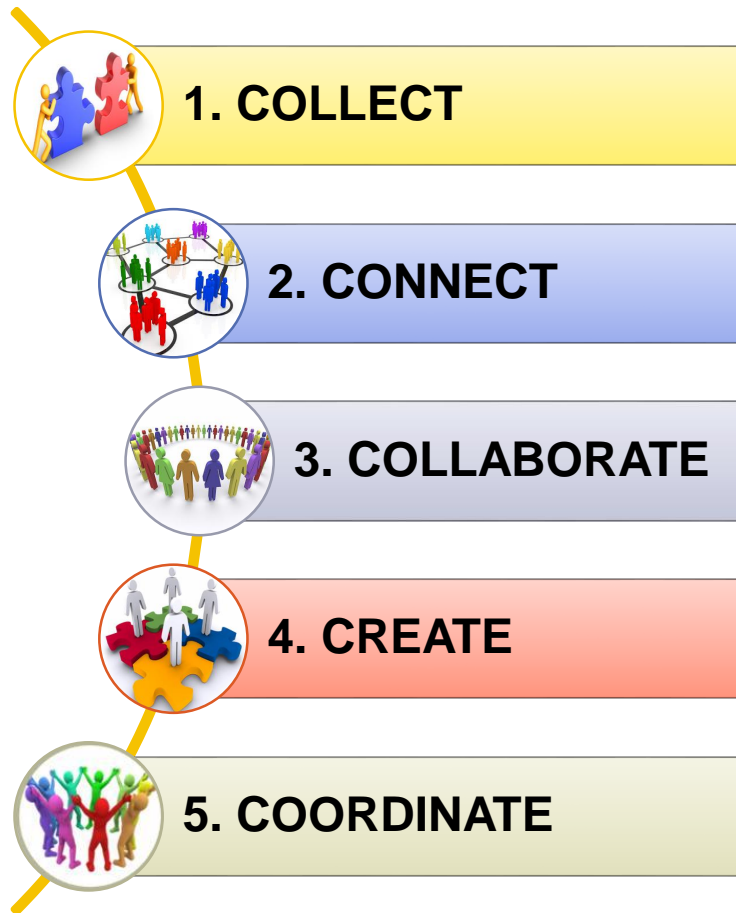 1. COLLECT
2. CONNECT
3. COLLABORATE
4. CREATE
5. COORDINATE